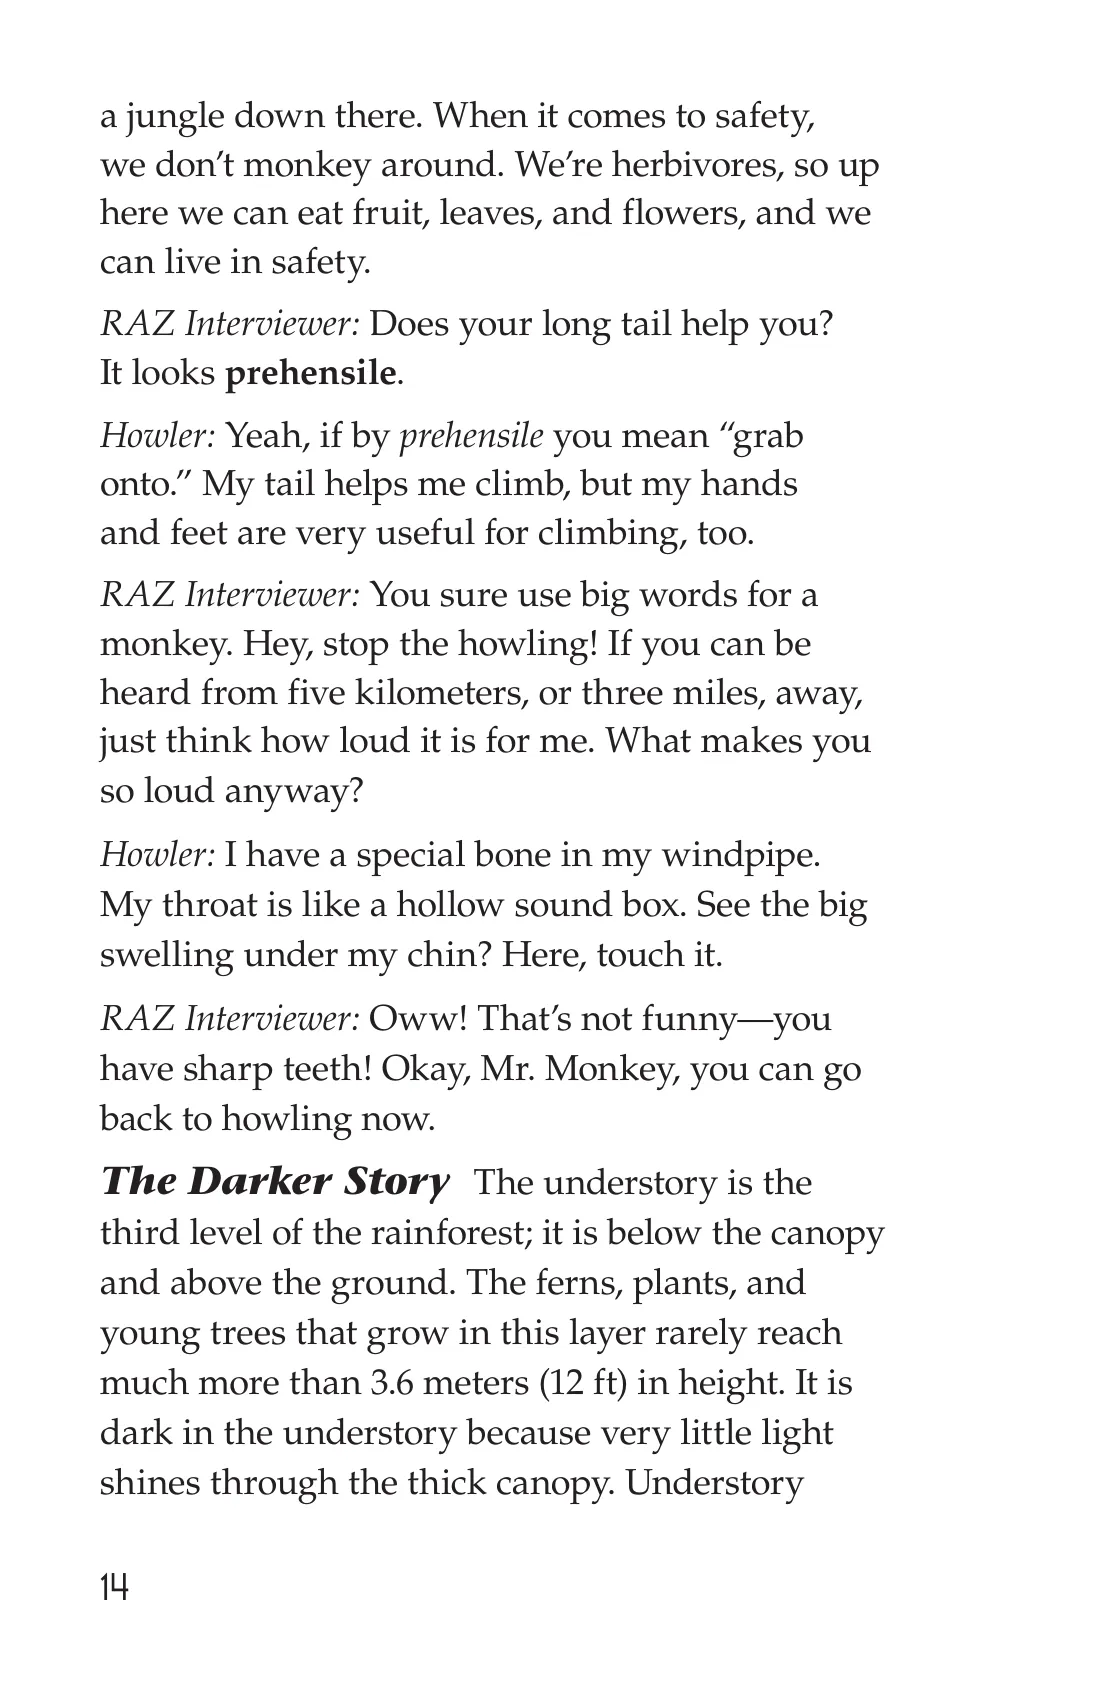 a jungle down there. When it comes to safety,
we don’t monkey around. We’re herbivores, so up
here we can eat fruit, leaves, and flowers, and we
can live in safety.
RAZ Interviewer: Does your long tail help you?
It looks prehensile.
Howler: Yeah, if by prehensile you mean “grab
onto.” My tail helps me climb, but my hands
and feet are very useful for climbing, too.
RAZ Interviewer: You sure use big words for a
monkey. Hey, stop the howling! If you can be
heard from five kilometers, or three miles, away,
just think how loud it is for me. What makes you
so loud anyway?
Howler: I have a special bone in my windpipe.
My throat is like a hollow sound box. See the big
swelling under my chin? Here, touch it.
RAZ Interviewer: Oww! That’s not funny—you
have sharp teeth! Okay, Mr. Monkey, you can go
back to howling now.
The Darker Story The understory is the
third level of the rainforest; it is below the canopy
and above the ground. The ferns, plants, and
young trees that grow in this layer rarely reach
much more than 3.6 meters (12 ft) in height. It is
dark in the understory because very little light
shines through the thick canopy. Understory
14